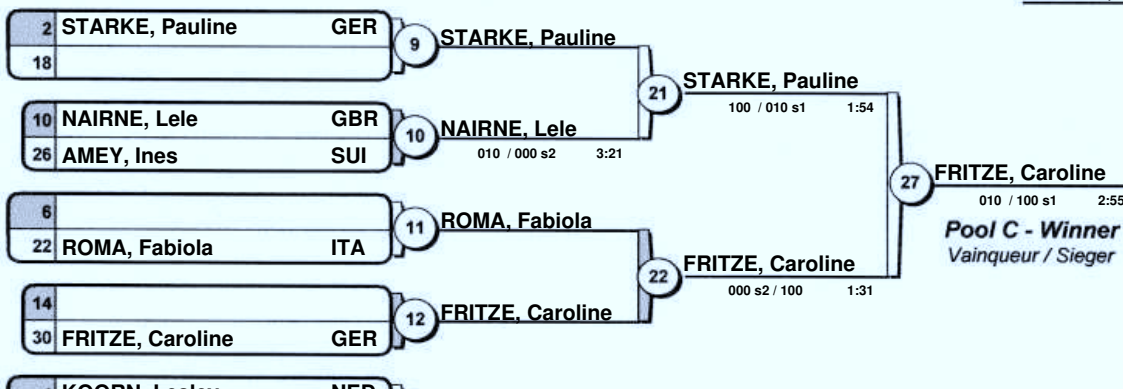 2 STARKE, Pauline GER
18
9 STARKE, Pauline
21 STARKE, Pauline
100 / 010 s1 1:54
10 NAIRNE, Lele GBR
26 AMEY, Ines SUI
10 NAIRNE, Lele
010 / 000 s2 3:21
27 FRITZE, Caroline
010 / 100 s1 2:55
Pool C - Winner
Vainqueur / Sieger
6
22 ROMA, Fabiola ITA
11 ROMA, Fabiola
22 FRITZE, Caroline
000 s2 / 100 1:31
14
30 FRITZE, Caroline GER
12 FRITZE, Caroline